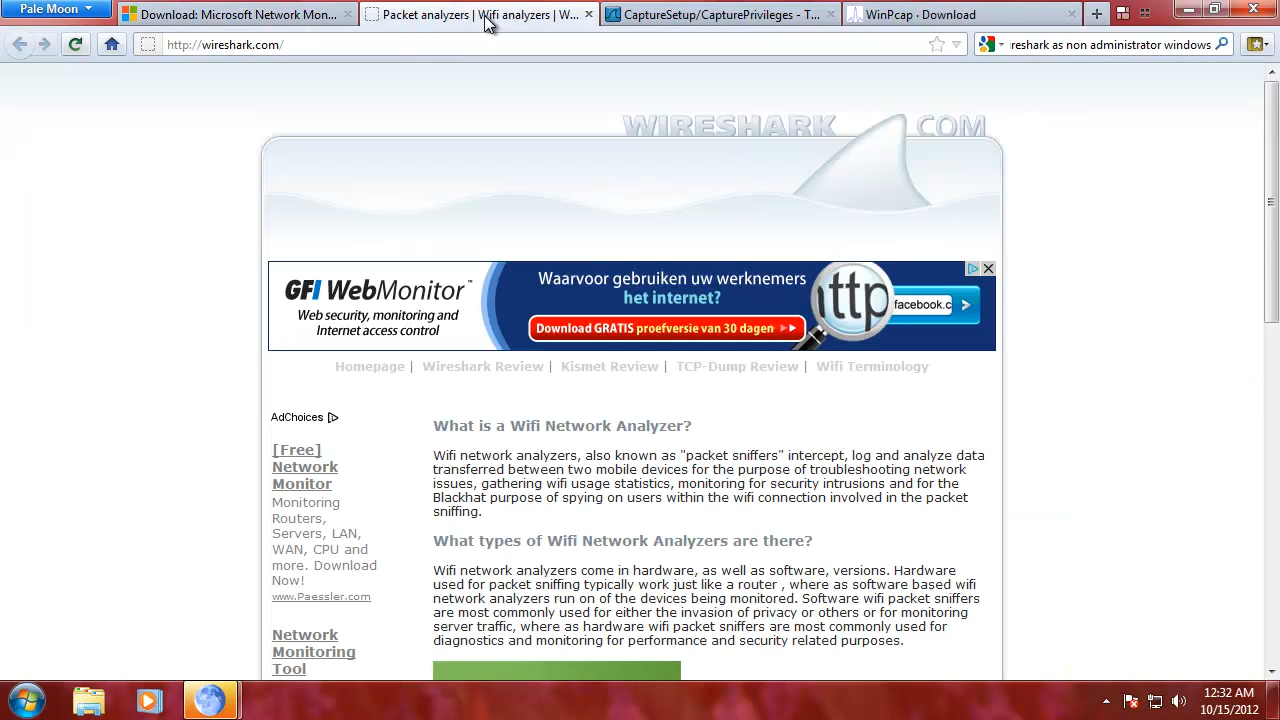 Pale Moon
Download: Microsoft Network Mon...
Packet analyzers | Wifi analyzers | W...
CaptureSetup/CapturePrivileges - T...
WinPcap · Download
http://wireshark.com/
reshark as non administrator windows
WIRESHARK COM
GFI WebMonitor™
Web security, monitoring and
Internet access control
Waarvoor gebruiken uw werknemers
het internet?
Download GRATIS proefversie van 30 dagen
ttp
facebook.c
Homepage | Wireshark Review | Kismet Review | TCP-Dump Review | Wifi Terminology
AdChoices
[Free]
Network
Monitor
Monitoring
Routers,
Servers, LAN,
WAN, CPU and
more. Download
Now!
www.Paessler.com
Network
Monitoring
Tool
What is a Wifi Network Analyzer?
Wifi network analyzers, also known as "packet sniffers" intercept, log and analyze data
transferred between two mobile devices for the purpose of troubleshooting network
issues, gathering wifi usage statistics, monitoring for security intrusions and for the
Blackhat purpose of spying on users within the wifi connection involved in the packet
sniffing.
What types of Wifi Network Analyzers are there?
Wifi network analyzers come in hardware, as well as software, versions. Hardware
used for packet sniffing typically work just like a router , where as software based wifi
network analyzers run on of the devices being monitored. Software wifi packet sniffers
are most commonly used for either the invasion of privacy or others or for monitoring
server traffic, where as hardware wifi packet sniffers are most commonly used for
diagnostics and monitoring for performance and security related purposes.
12:32 AM
10/15/2012